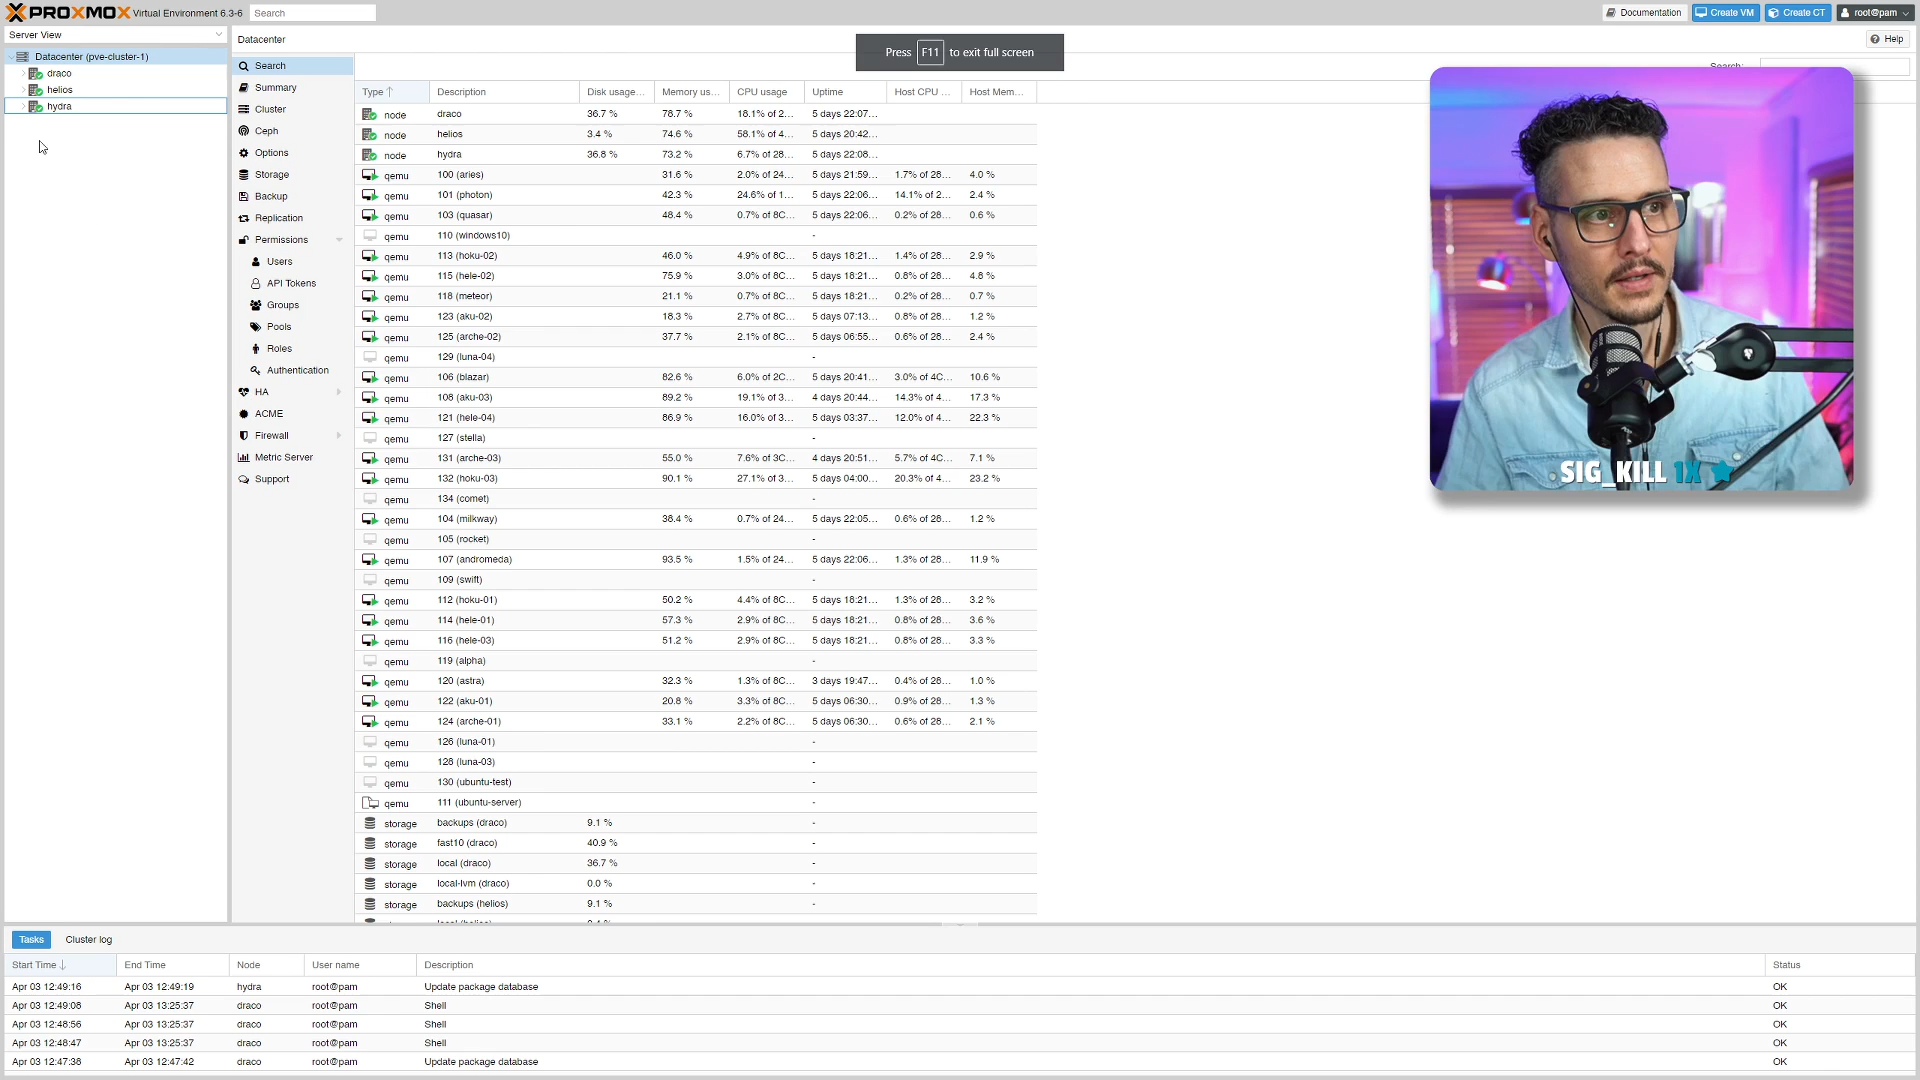 PROXMOX Virtual Environment 6.3-6 Search Documentation Create VM Create CT root@pam
Server View
Datacenter (pve-cluster-1)
draco
helios
hydra
Datacenter Help
Press F11 to exit full screen
Search:
Search
Summary
Cluster
Ceph
Options
Storage
Backup
Replication
Permissions
Users
API Tokens
Groups
Pools
Roles
Authentication
HA
ACME
Firewall
Metric Server
Support
Type Description Disk usage... Memory us... CPU usage Uptime Host CPU ... Host Mem...
node draco 36.7 % 78.7 % 18.1% of 2... 5 days 22:07...
node helios 3.4 % 74.6 % 58.1% of 4... 5 days 20:42...
node hydra 36.8 % 73.2 % 6.7% of 28... 5 days 22:08...
qemu 100 (aries) 31.6 % 2.0% of 24... 5 days 21:59... 1.7% of 28... 4.0 %
qemu 101 (photon) 42.3 % 24.6% of 1... 5 days 22:06... 14.1% of 2... 2.4 %
qemu 103 (quasar) 48.4 % 0.7% of 8C... 5 days 22:06... 0.2% of 28... 0.6 %
qemu 110 (windows10) -
qemu 113 (hoku-02) 46.0 % 4.9% of 8C... 5 days 18:21... 1.4% of 28... 2.9 %
qemu 115 (hele-02) 75.9 % 3.0% of 8C... 5 days 18:21... 0.8% of 28... 4.8 %
qemu 118 (meteor) 21.1 % 0.7% of 8C... 5 days 18:21... 0.2% of 28... 0.7 %
qemu 123 (aku-02) 18.3 % 2.7% of 8C... 5 days 07:13... 0.8% of 28... 1.2 %
qemu 125 (arche-02) 37.7 % 2.1% of 8C... 5 days 06:55... 0.6% of 28... 2.4 %
qemu 129 (luna-04) -
qemu 106 (blazar) 82.6 % 6.0% of 2C... 5 days 20:41... 3.0% of 4C... 10.6 %
qemu 108 (aku-03) 89.2 % 19.1% of 3... 4 days 20:44... 14.3% of 4... 17.3 %
qemu 121 (hele-04) 86.9 % 16.0% of 3... 5 days 03:37... 12.0% of 4... 22.3 %
qemu 127 (stella) -
qemu 131 (arche-03) 55.0 % 7.6% of 3C... 4 days 20:51... 5.7% of 4C... 7.1 %
qemu 132 (hoku-03) 90.1 % 27.1% of 3... 5 days 04:00... 20.3% of 4... 23.2 %
qemu 134 (comet) -
qemu 104 (milkway) 38.4 % 0.7% of 24... 5 days 22:05... 0.6% of 28... 1.2 %
qemu 105 (rocket) -
qemu 107 (andromeda) 93.5 % 1.5% of 24... 5 days 22:06... 1.3% of 28... 11.9 %
qemu 109 (swift) -
qemu 112 (hoku-01) 50.2 % 4.4% of 8C... 5 days 18:21... 1.3% of 28... 3.2 %
qemu 114 (hele-01) 57.3 % 2.9% of 8C... 5 days 18:21... 0.8% of 28... 3.6 %
qemu 116 (hele-03) 51.2 % 2.9% of 8C... 5 days 18:21... 0.8% of 28... 3.3 %
qemu 119 (alpha) -
qemu 120 (astra) 32.3 % 1.3% of 8C... 3 days 19:47... 0.4% of 28... 1.0 %
qemu 122 (aku-01) 20.8 % 3.3% of 8C... 5 days 06:30... 0.9% of 28... 1.3 %
qemu 124 (arche-01) 33.1 % 2.2% of 8C... 5 days 06:30... 0.6% of 28... 2.1 %
qemu 126 (luna-01) -
qemu 128 (luna-03) -
qemu 130 (ubuntu-test) -
qemu 111 (ubuntu-server) -
storage backups (draco) 9.1 % -
storage fast10 (draco) 40.9 % -
storage local (draco) 36.7 % -
storage local-lvm (draco) 0.0 % -
storage backups (helios) 9.1 % -
SIG_KILL 1X
Tasks Cluster log
Start Time End Time Node User name Description Status
Apr 03 12:49:16 Apr 03 12:49:19 hydra root@pam Update package database OK
Apr 03 12:49:08 Apr 03 13:25:37 draco root@pam Shell OK
Apr 03 12:48:56 Apr 03 13:25:37 draco root@pam Shell OK
Apr 03 12:48:47 Apr 03 13:25:37 draco root@pam Shell OK
Apr 03 12:47:38 Apr 03 12:47:42 draco root@pam Update package database OK